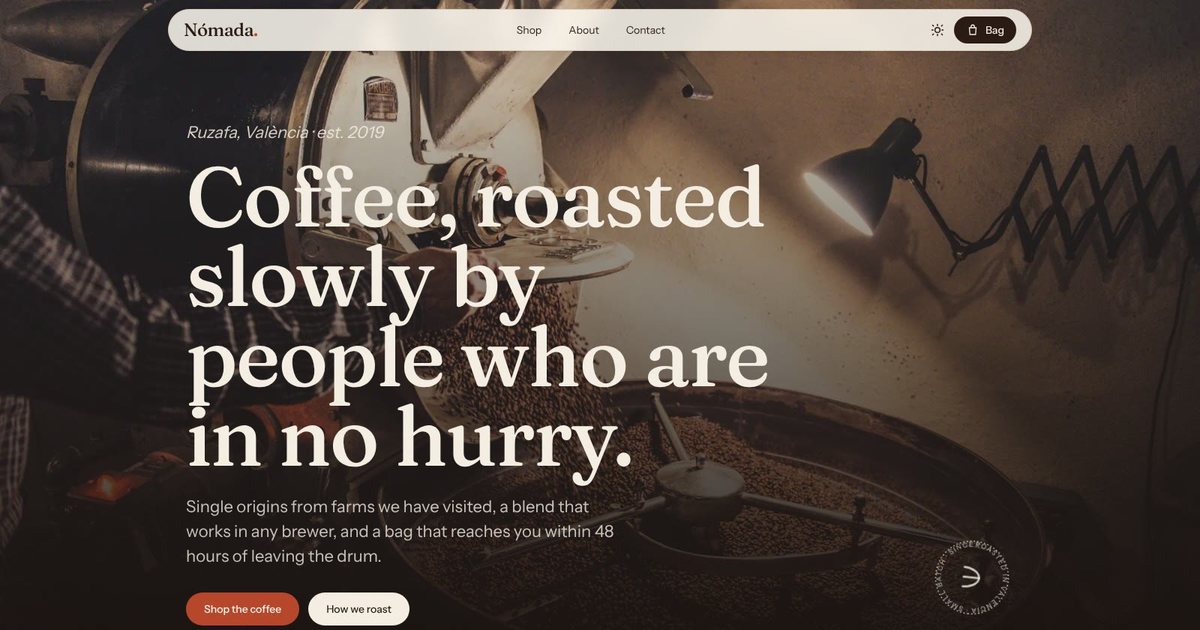 Nómada.
Shop
About
Contact
Bag
Ruzafa, València · est. 2019
Coffee, roasted
slowly by
people who are
in no hurry.
Single origins from farms we have visited, a blend that
works in any brewer, and a bag that reaches you within 48
hours of leaving the drum.
Shop the coffee
How we roast